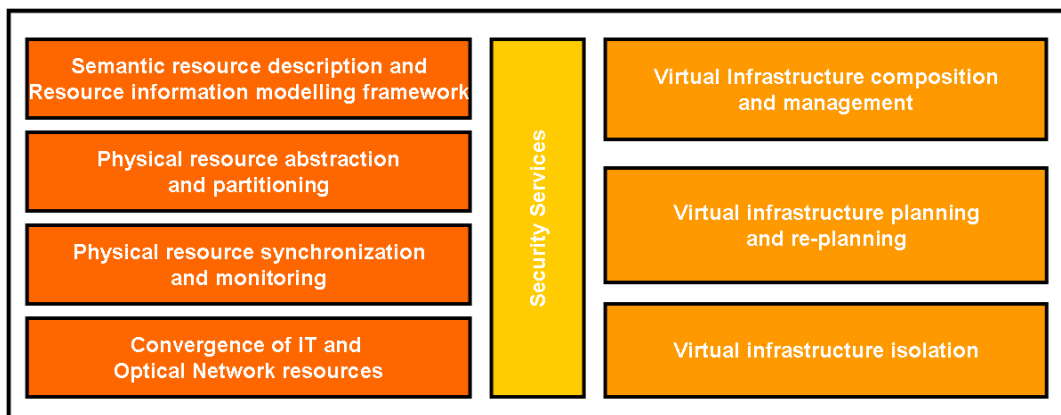 Semantic resource description and
Resource information modelling framework
Physical resource abstraction
and partitioning
Physical resource synchronization
and monitoring
Convergence of IT and
Optical Network resources
Security Services
Virtual Infrastructure composition
and management
Virtual infrastructure planning
and re-planning
Virtual infrastructure isolation